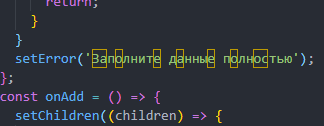 return;
}
}
setError('Заполните данные полностью');
};
const onAdd = () => {
setChildren((children) => {